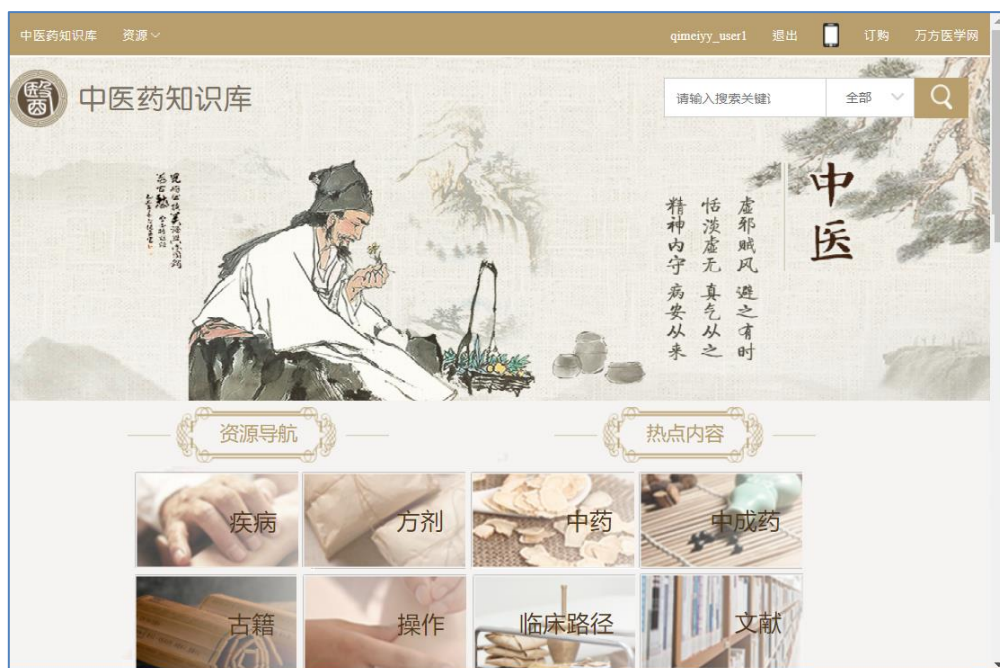 中医药知识库 资源 qimeiyy_user1 退出 订购 万方医学网
中医药知识库
请输入搜索关键 全部
中医
虚邪贼风 避之有时
恬淡虚无 真气从之
精神内守 病安从来
资源导航 热点内容
疾病 方剂 中药 中成药
古籍 操作 临床路径 文献